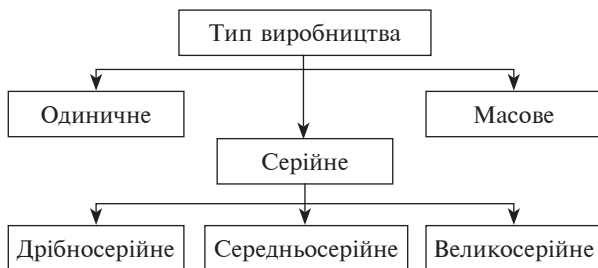 Тип виробництва
Одиничне
Масове
Серійне
Дрібносерійне
Середньосерійне
Великосерійне